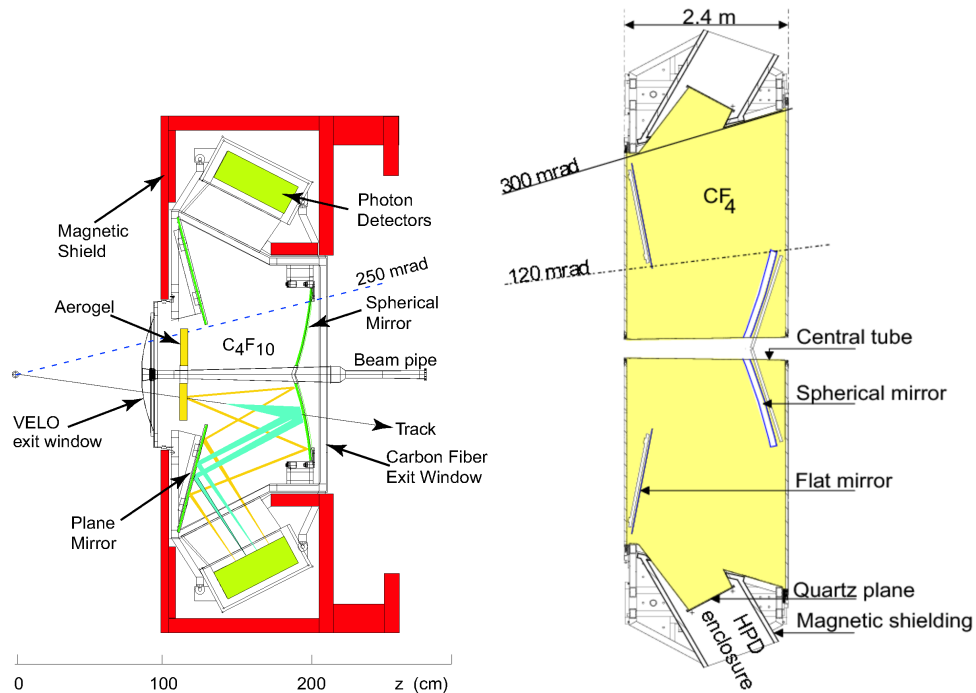 Magnetic
Shield
Aerogel
VELO
exit window
Plane
Mirror
Photon
Detectors
250 mrad
Spherical
Mirror
C4F10
Beam pipe
Track
Carbon Fiber
Exit Window
0
100
200
z (cm)
2.4 m
300 mrad
CF4
120 mrad
Central tube
Spherical mirror
Flat mirror
Quartz plane
Magnetic shielding
HPD
enclosure